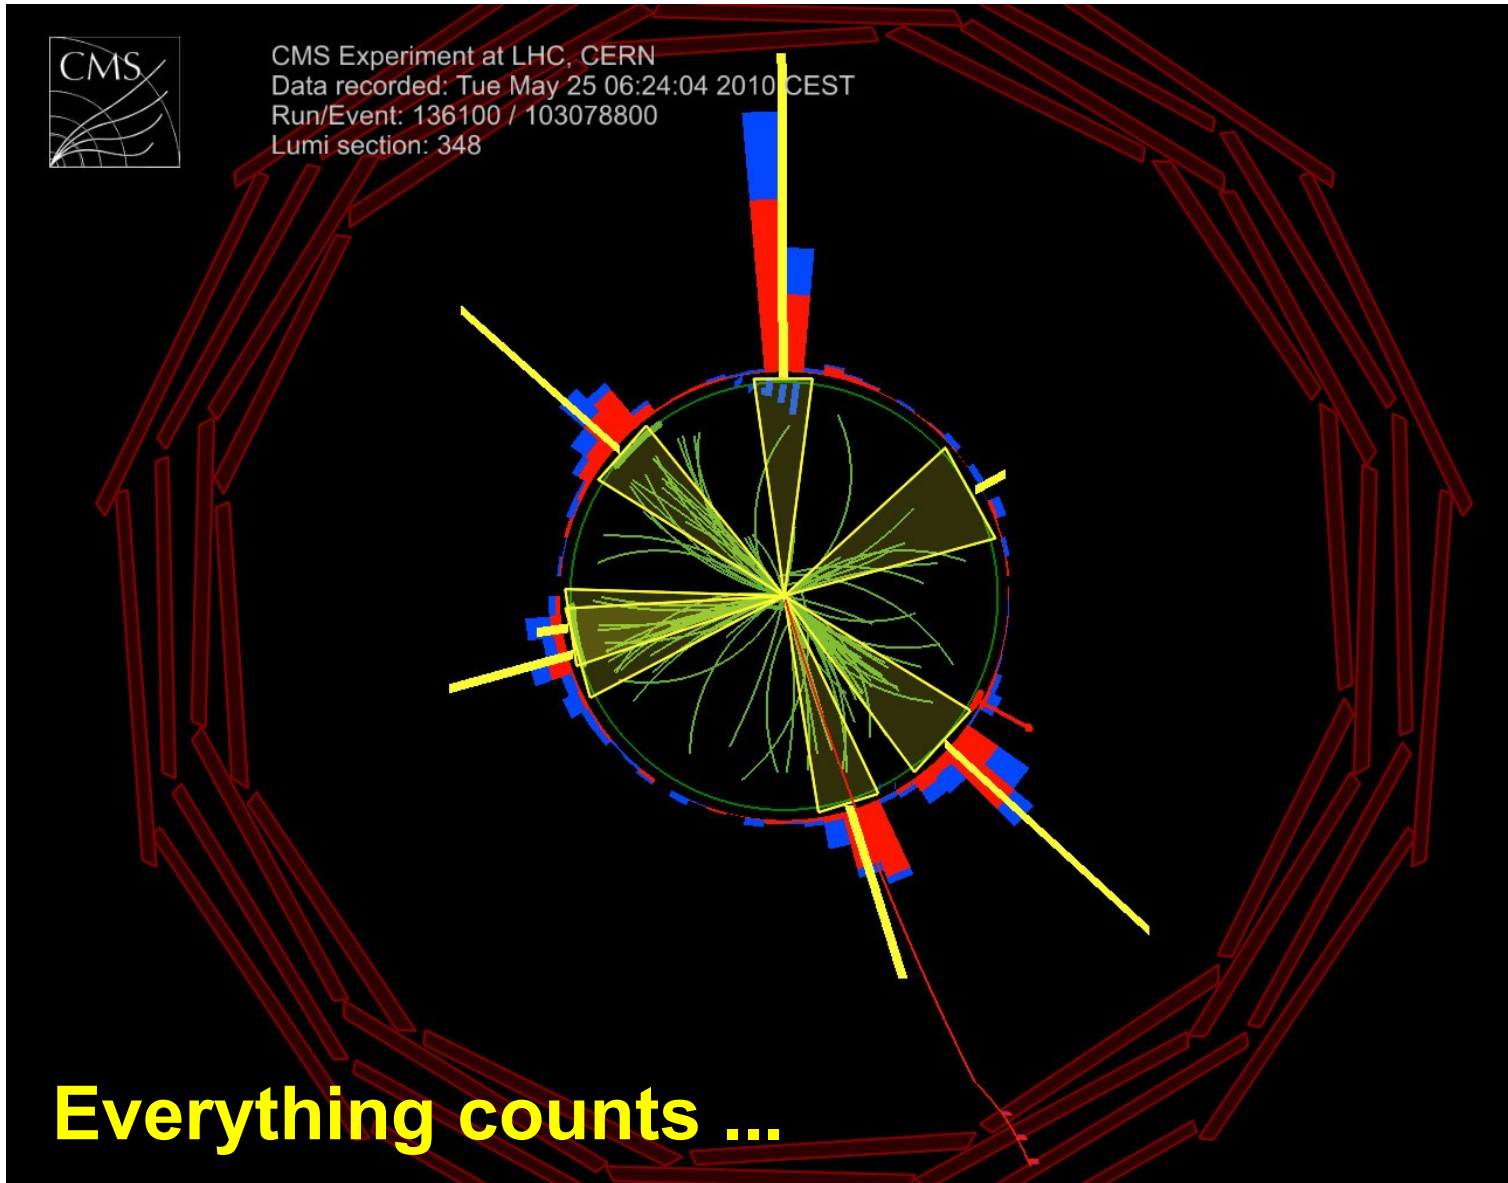 CMS
CMS Experiment at LHC, CERN
Data recorded: Tue May 25 06:24:04 2010 CEST
Run/Event: 136100 / 103078800
Lumi section: 348
Everything counts ...